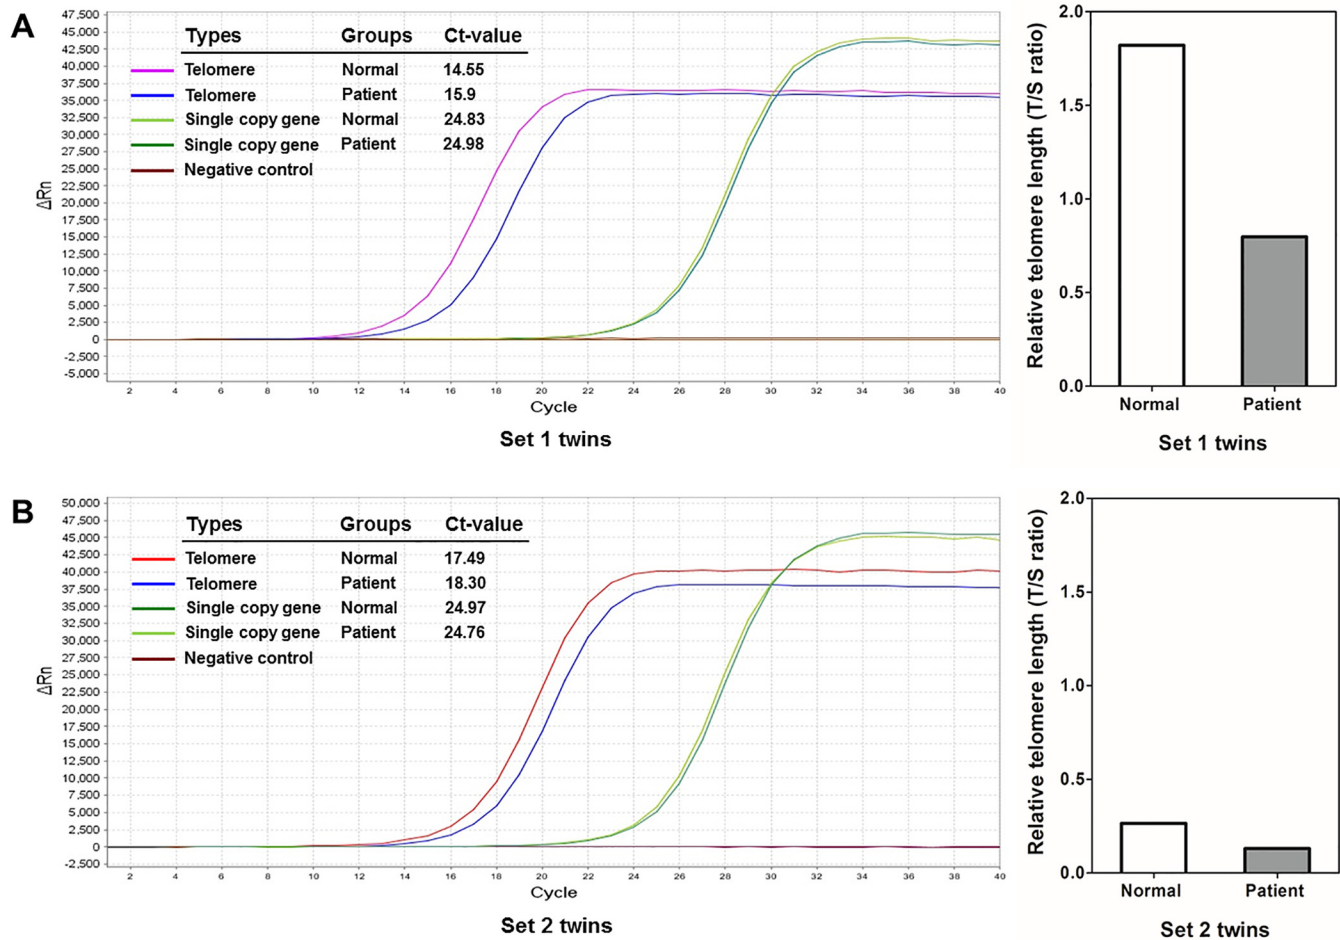 A
Types Groups Ct-value
Telomere Normal 14.55
Telomere Patient 15.9
Single copy gene Normal 24.83
Single copy gene Patient 24.98
Negative control
ΔRn
47,500
45,000
42,500
40,000
37,500
35,000
32,500
30,000
27,500
25,000
22,500
20,000
17,500
15,000
12,500
10,000
7,500
5,000
2,500
0
-2,500
-5,000
2 4 6 8 10 12 14 16 18 20 22 24 26 28 30 32 34 36 38 40
Cycle
Set 1 twins
Relative telomere length (T/S ratio)
2.0
1.5
1.0
0.5
0.0
Normal Patient
Set 1 twins
B
Types Groups Ct-value
Telomere Normal 17.49
Telomere Patient 18.30
Single copy gene Normal 24.97
Single copy gene Patient 24.76
Negative control
ΔRn
50,000
47,500
45,000
42,500
40,000
37,500
35,000
32,500
30,000
27,500
25,000
22,500
20,000
17,500
15,000
12,500
10,000
7,500
5,000
2,500
0
-2,500
2 4 6 8 10 12 14 16 18 20 22 24 26 28 30 32 34 36 38 40
Cycle
Set 2 twins
Relative telomere length (T/S ratio)
2.0
1.5
1.0
0.5
0.0
Normal Patient
Set 2 twins